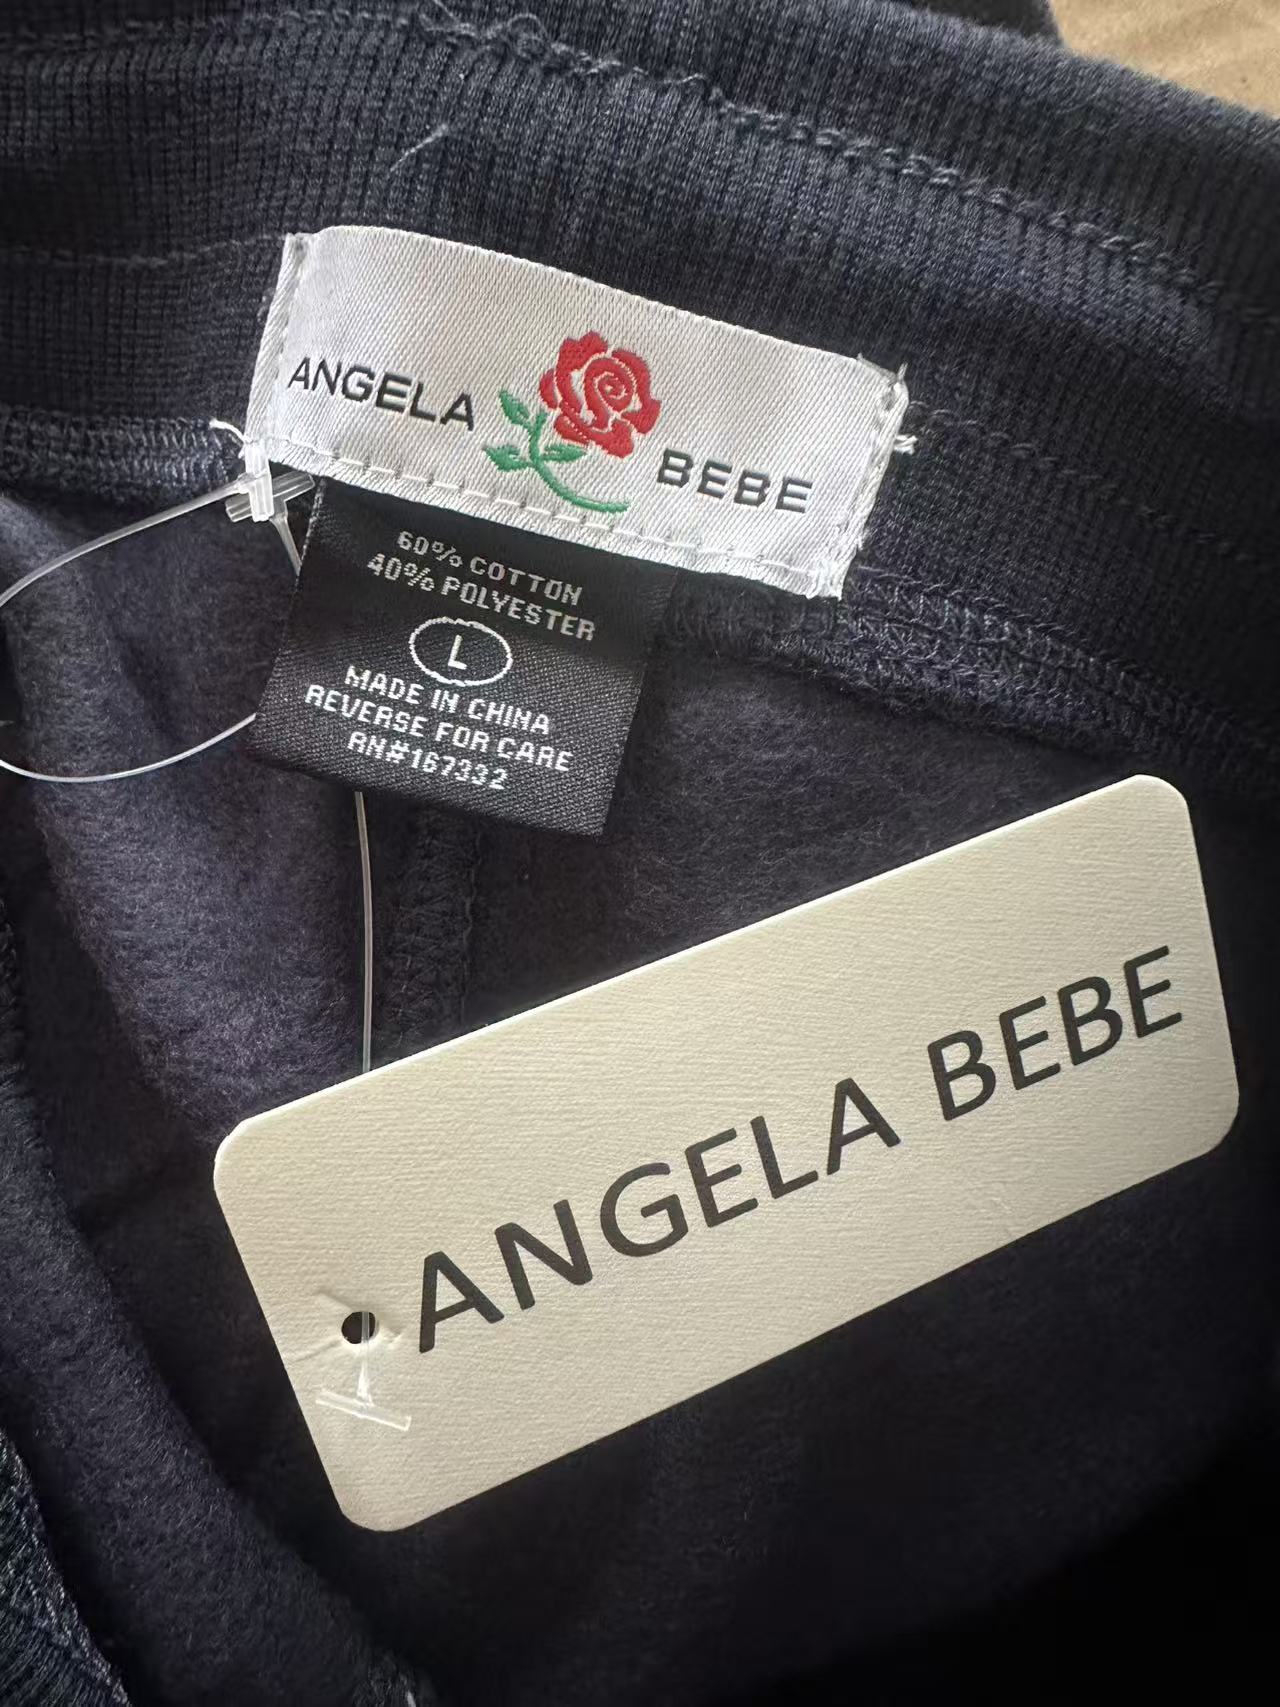 ANGELA BEBE
60% COTTON
40% POLYESTER
L
MADE IN CHINA
REVERSE FOR CARE
RN#167332
ANGELA BEBE